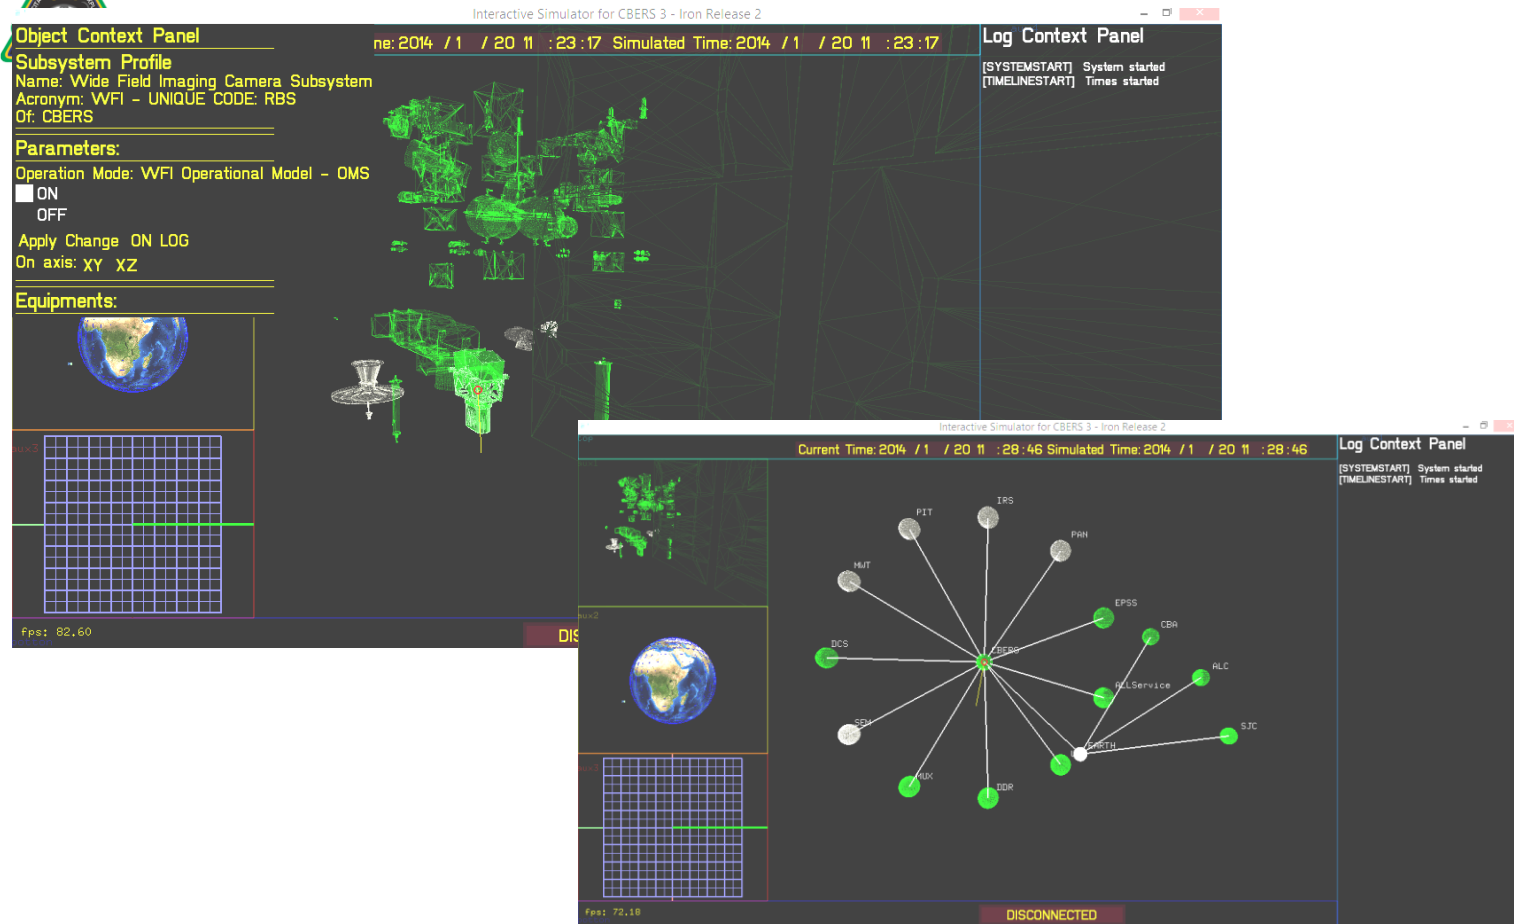 Interactive Simulator for CBERS 3 - Iron Release 2
Object Context Panel
ne: 2014 / 1 / 20 11 : 23 : 17 Simulated Time: 2014 / 1 / 20 11 : 23 : 17
Log Context Panel
Subsystem Profile
Name: Wide Field Imaging Camera Subsystem
Acronym: WFI - UNIQUE CODE: RBS
Of: CBERS
[SYSTEMSTART] System started
[TIMELINESTART] Times started
Parameters:
Operation Mode: WFI Operational Model - OMS
ON
OFF
Apply Change ON LOG
On axis: XY XZ
Equipments:
aux3
fps: 82.60
DIS
Interactive Simulator for CBERS 3 - Iron Release 2
Current Time: 2014 / 1 / 20 11 : 28 : 46 Simulated Time: 2014 / 1 / 20 11 : 28 : 46
Log Context Panel
[SYSTEMSTART] System started
[TIMELINESTART] Times started
IRS
PIT
PAN
MWT
EPSS
CBA
DCS
CBERS
ALC
ALLService
SEM
SJC
EARTH
MUX
DDR
aux2
aux3
fps: 72.18
DISCONNECTED